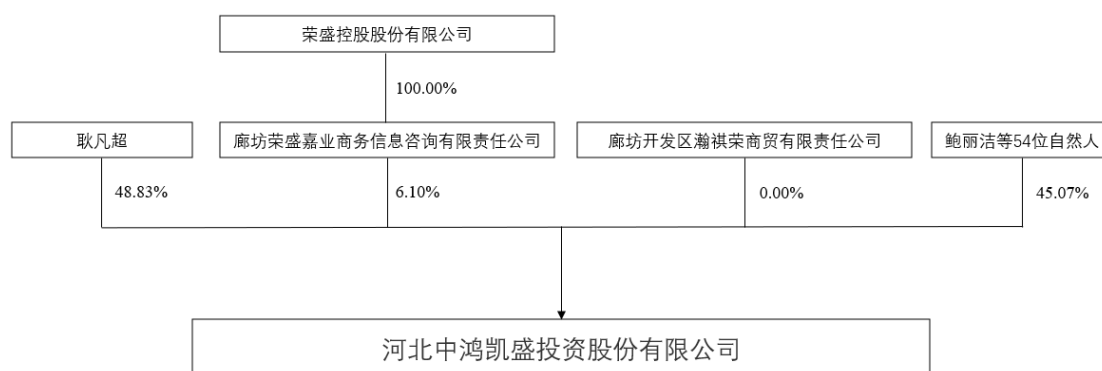 荣盛控股股份有限公司
100.00%
耿凡超
廊坊荣盛嘉业商务信息咨询有限责任公司
廊坊开发区瀚祺荣商贸有限责任公司
鲍丽洁等54位自然人
48.83%
6.10%
0.00%
45.07%
河北中鸿凯盛投资股份有限公司